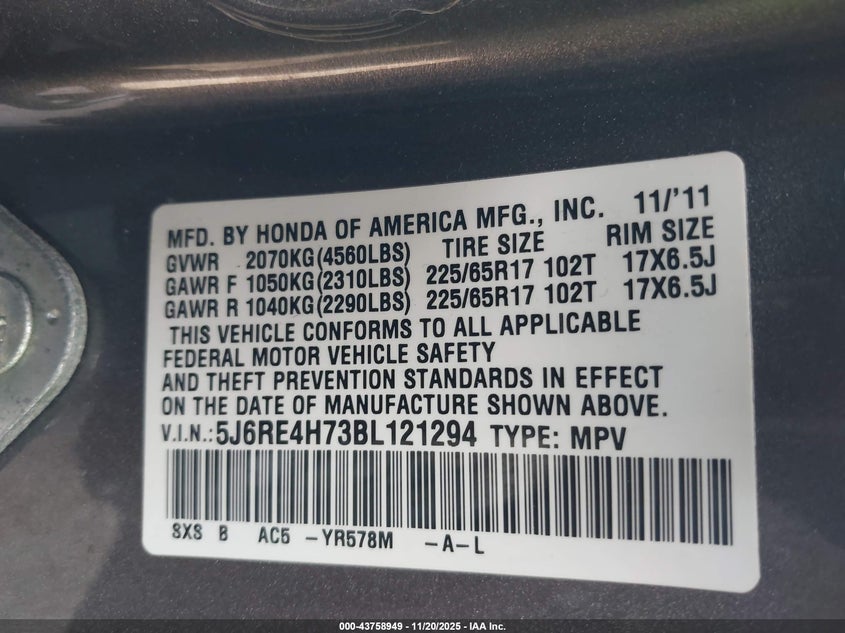 MFD. BY HONDA OF AMERICA MFG., INC. 11/'11
GVWR 2070KG(4560LBS) TIRE SIZE RIM SIZE
GAWR F 1050KG(2310LBS) 225/65R17 102T 17X6.5J
GAWR R 1040KG(2290LBS) 225/65R17 102T 17X6.5J
THIS VEHICLE CONFORMS TO ALL APPLICABLE
FEDERAL MOTOR VEHICLE SAFETY
AND THEFT PREVENTION STANDARDS IN EFFECT
ON THE DATE OF MANUFACTURE SHOWN ABOVE.
V.I.N.:5J6RE4H73BL121294 TYPE: MPV
SXS B AC5 -YR578M -A-L
000-43758949 - 11/20/2025 - IAA Inc.